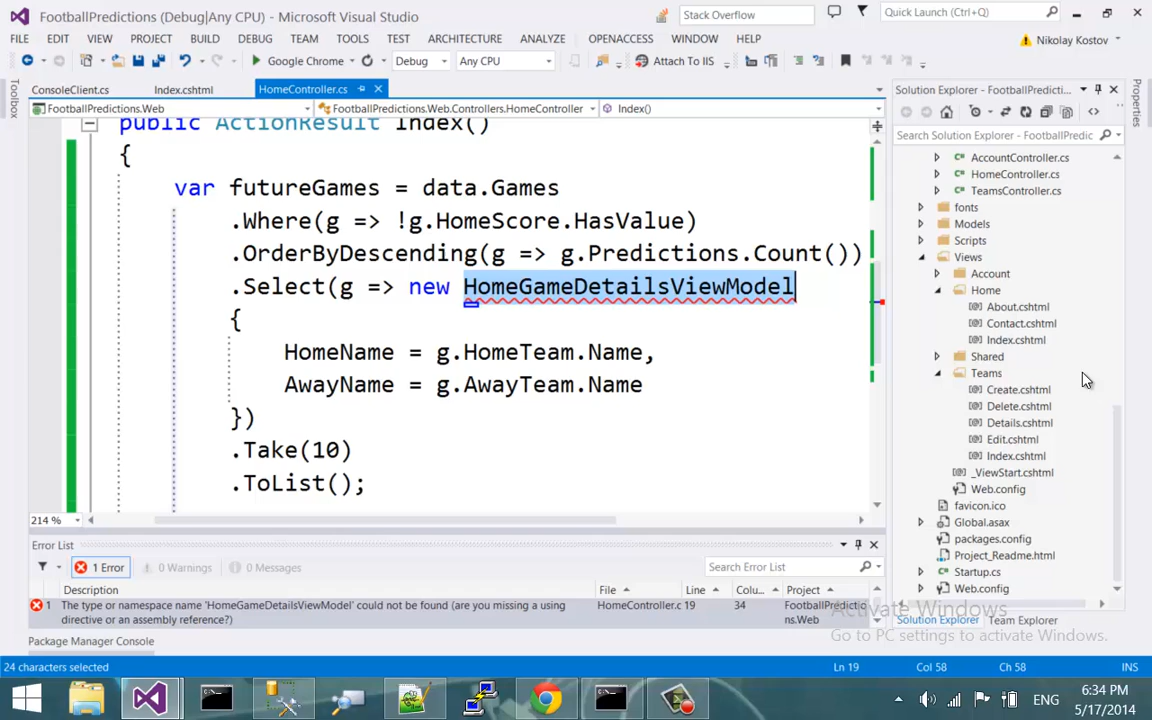 FootballPredictions (Debug|Any CPU) - Microsoft Visual Studio
Stack Overflow
Quick Launch (Ctrl+Q)
FILE EDIT VIEW PROJECT BUILD DEBUG TEAM TOOLS TEST ARCHITECTURE ANALYZE OPENACCESS WINDOW HELP
Nikolay Kostov
Google Chrome Debug Any CPU Attach to IIS
ConsoleClient.cs Index.cshtml HomeController.cs
FootballPredictions.Web FootballPredictions.Web.Controllers.HomeController Index()
Toolbox
Properties
public ActionResult Index()
{
var futureGames = data.Games
.Where(g => !g.HomeScore.HasValue)
.OrderByDescending(g => g.Predictions.Count())
.Select(g => new HomeGameDetailsViewModel
{
HomeName = g.HomeTeam.Name,
AwayName = g.AwayTeam.Name
})
.Take(10)
.ToList();
214 %
Solution Explorer - FootballPredicti...
Search Solution Explorer - FootballPredic
AccountController.cs
HomeController.cs
TeamsController.cs
fonts
Models
Scripts
Views
Account
Home
About.cshtml
Contact.cshtml
Index.cshtml
Shared
Teams
Create.cshtml
Delete.cshtml
Details.cshtml
Edit.cshtml
Index.cshtml
_ViewStart.cshtml
Web.config
favicon.ico
Global.asax
packages.config
Project_Readme.html
Startup.cs
Web.config
Solution Explorer Team Explorer
Activate Windows
Go to PC settings to activate Windows.
Error List
1 Error 0 Warnings 0 Messages
Search Error List
Description File Line Colu... Project
1 The type or namespace name 'HomeGameDetailsViewModel' could not be found (are you missing a using HomeController.c 19 34 FootballPredictio
directive or an assembly reference?) ns.Web
Package Manager Console
24 characters selected Ln 19 Col 58 Ch 58 INS
ENG
6:34 PM
5/17/2014